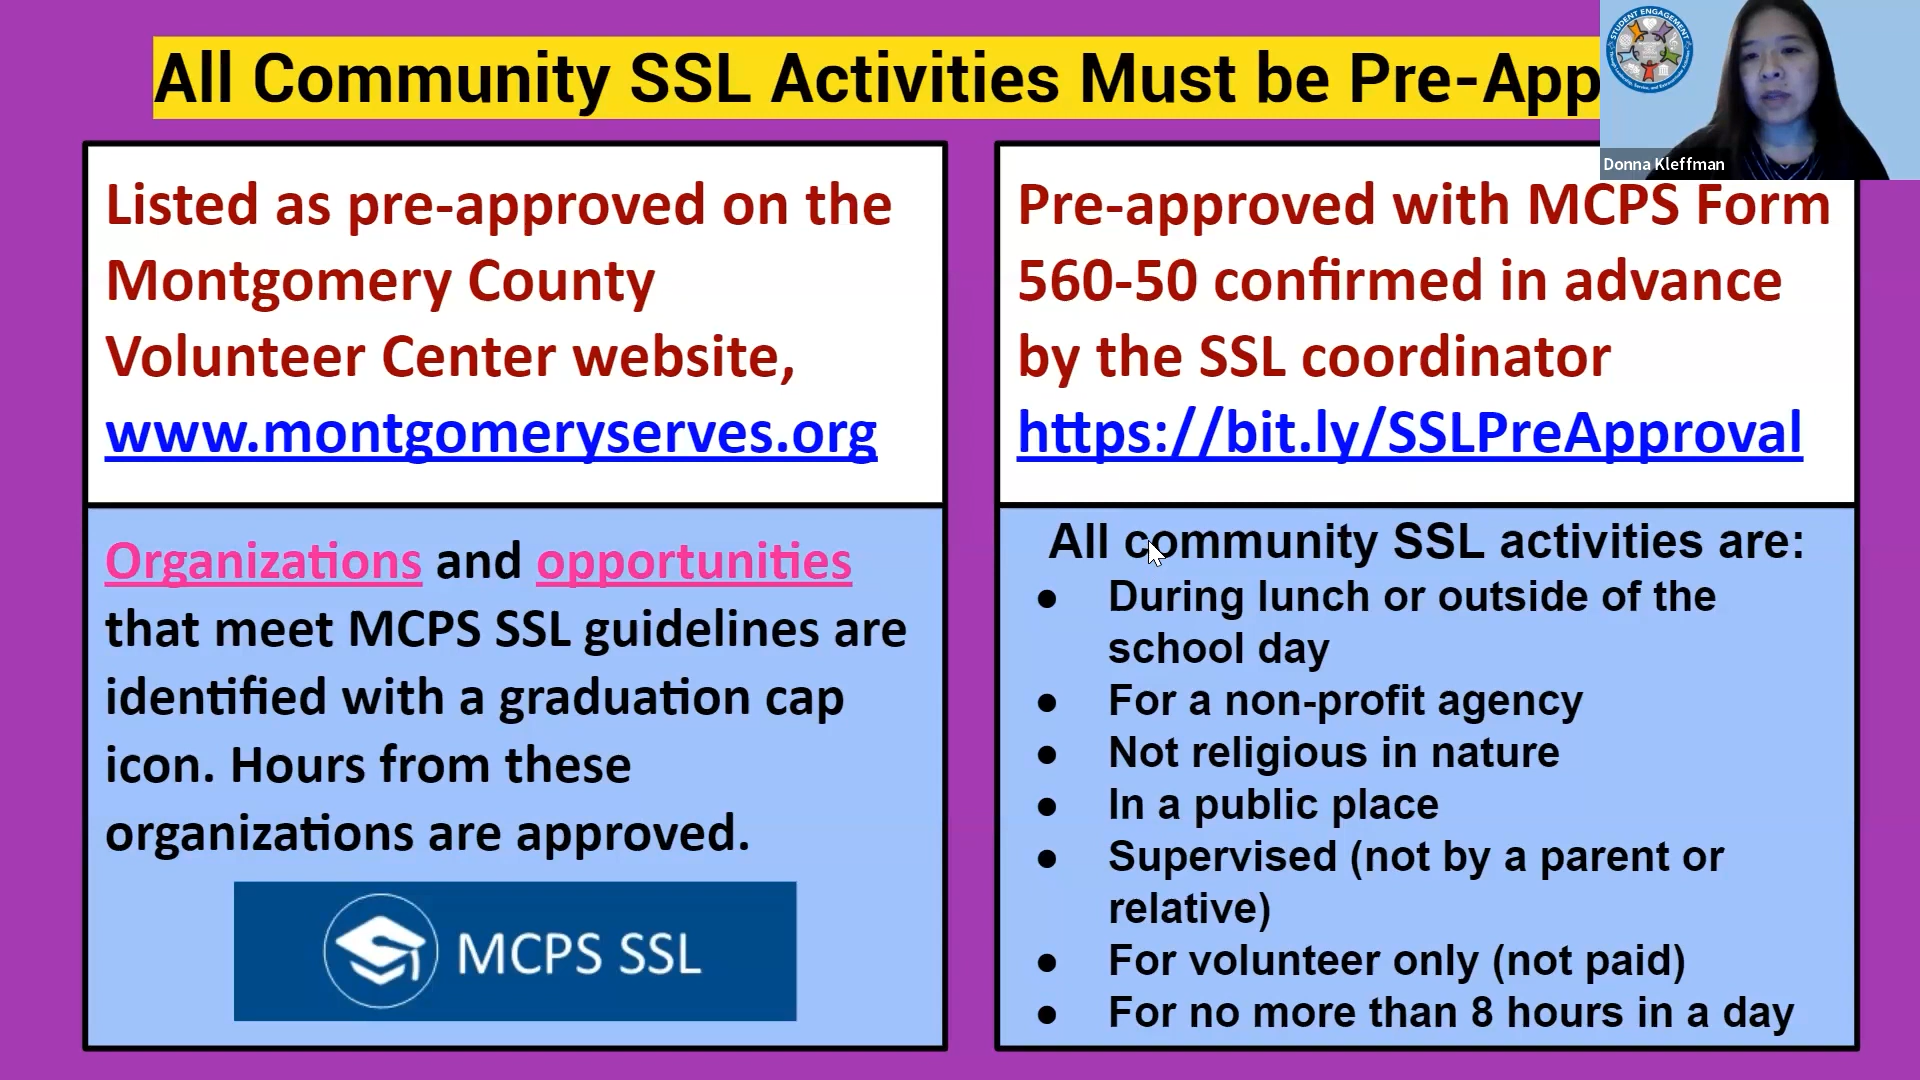 All Community SSL Activities Must be Pre-App
STUDENT ENGAGEMENT
Donna Kleffman
Listed as pre-approved on the
Montgomery County
Volunteer Center website,
www.montgomeryserves.org
Pre-approved with MCPS Form
560-50 confirmed in advance
by the SSL coordinator
https://bit.ly/SSLPreApproval
Organizations and opportunities
that meet MCPS SSL guidelines are
identified with a graduation cap
icon. Hours from these
organizations are approved.
MCPS SSL
All community SSL activities are:
● During lunch or outside of the
school day
● For a non-profit agency
● Not religious in nature
● In a public place
● Supervised (not by a parent or
relative)
● For volunteer only (not paid)
● For no more than 8 hours in a day